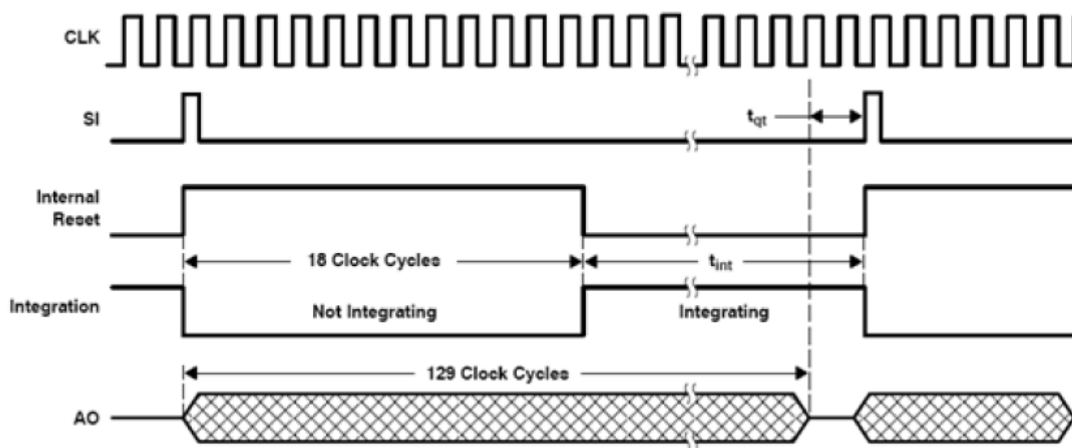 CLK
SI
t_qt
Internal
Reset
18 Clock Cycles
t_int
Integration
Not Integrating
Integrating
129 Clock Cycles
AO